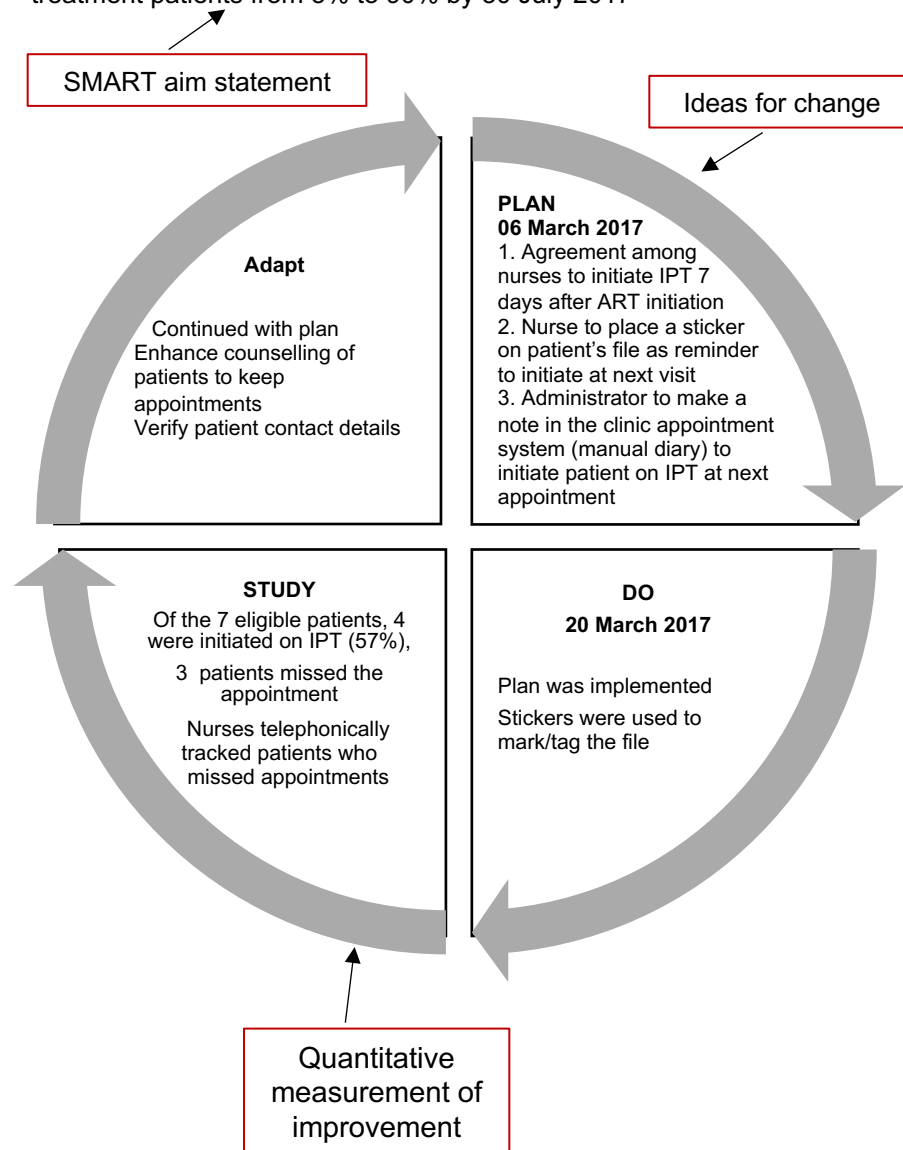 treatment patients from to by July 2017
SMART aim statement
Ideas for change
Adapt
Continued with plan
Enhance counselling of
patients to keep
appointments
Verify patient contact details
PLAN
06 March 2017
1. Agreement among
nurses to initiate IPT 7
days after ART initiation
2. Nurse to place a sticker
on patient's file as reminder
to initiate at next visit
3. Administrator to make a
note in the clinic appointment
system (manual diary) to
initiate patient on IPT at next
appointment
STUDY
Of the 7 eligible patients, 4
were initiated on IPT (57%),
3 patients missed the
appointment
Nurses telephonically
tracked patients who
missed appointments
DO
20 March 2017
Plan was implemented
Stickers were used to
mark/tag the file
Quantitative
measurement of
improvement